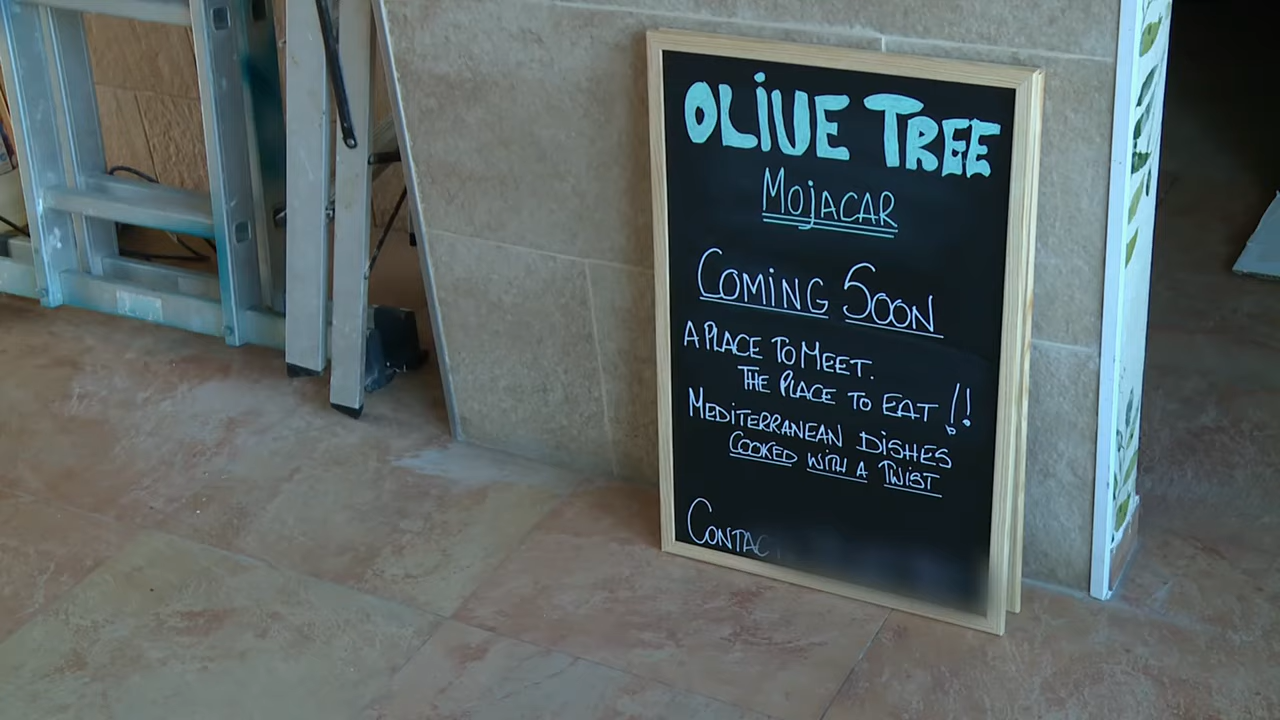 OLIVE TREE
MOJACAR
COMING SOON
A PLACE TO MEET.
THE PLACE TO EAT !!
MEDITERRANEAN DISHES
COOKED WITH A TWIST